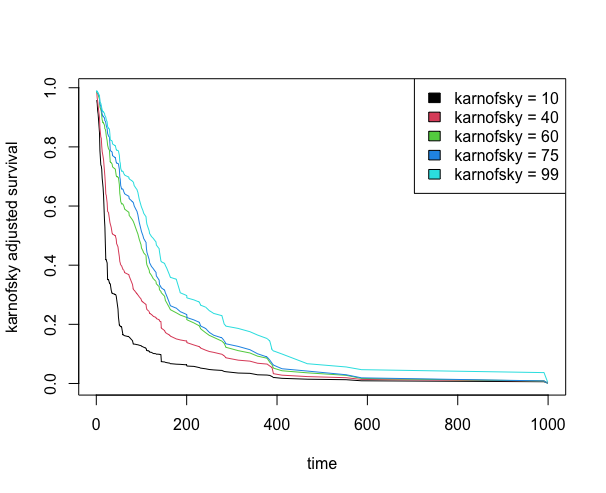 karnofsky adjusted survival
1.0
0.8
0.6
0.4
0.2
0.0
karnofsky = 10
karnofsky = 40
karnofsky = 60
karnofsky = 75
karnofsky = 99
0 200 400 600 800 1000
time